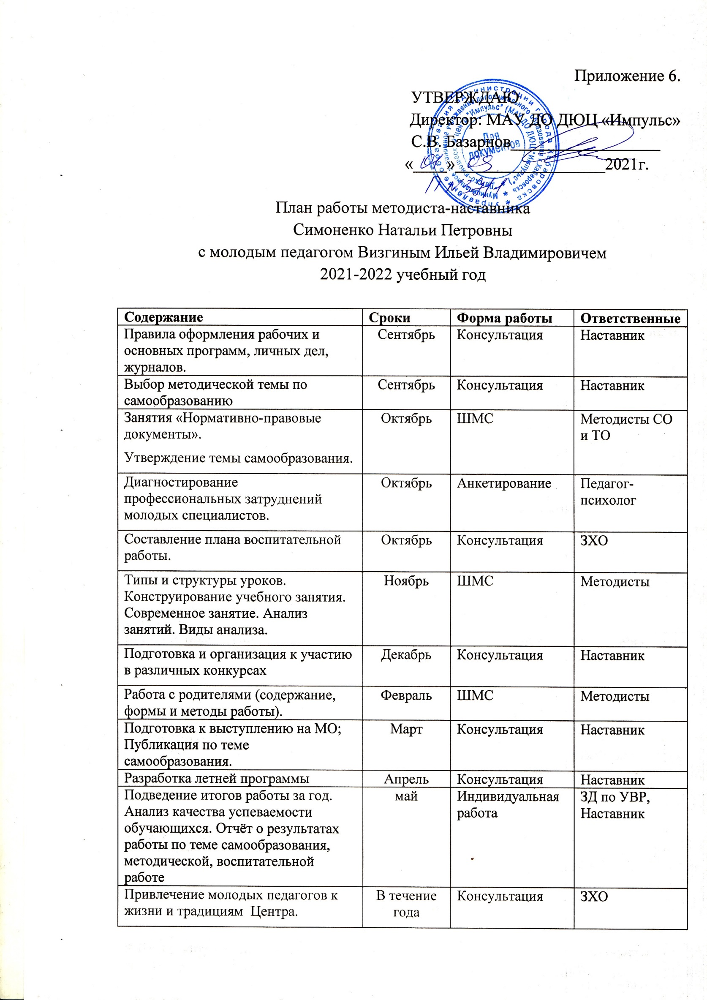 Приложение 6.
УТВЕРЖДАЮ
Директор: МАУ ДО ДЮЦ «Импульс»
С.В. Базарнов
«01» 09 2021г.
Для
документов
План работы методиста-наставника
Симоненко Натальи Петровны
с молодым педагогом Визгиным Ильей Владимировичем
2021-2022 учебный год
Содержание Сроки Форма работы Ответственные
Правила оформления рабочих и Сентябрь Консультация Наставник
основных программ, личных дел,
журналов.
Выбор методической темы по Сентябрь Консультация Наставник
самообразованию
Занятия «Нормативно-правовые Октябрь ШМС Методисты СО
документы». и ТО
Утверждение темы самообразования.
Диагностирование Октябрь Анкетирование Педагог-
профессиональных затруднений психолог
молодых специалистов.
Составление плана воспитательной Октябрь Консультация ЗХО
работы.
Типы и структуры уроков. Ноябрь ШМС Методисты
Конструирование учебного занятия.
Современное занятие. Анализ
занятий. Виды анализа.
Подготовка и организация к участию Декабрь Консультация Наставник
в различных конкурсах
Работа с родителями (содержание, Февраль ШМС Методисты
формы и методы работы).
Подготовка к выступлению на МО; Март Консультация Наставник
Публикация по теме
самообразования.
Разработка летней программы Апрель Консультация Наставник
Подведение итогов работы за год. май Индивидуальная ЗД по УВР,
Анализ качества успеваемости работа Наставник
обучающихся. Отчёт о результатах
работы по теме самообразования,
методической, воспитательной
работе
Привлечение молодых педагогов к В течение Консультация ЗХО
жизни и традициям Центра. года